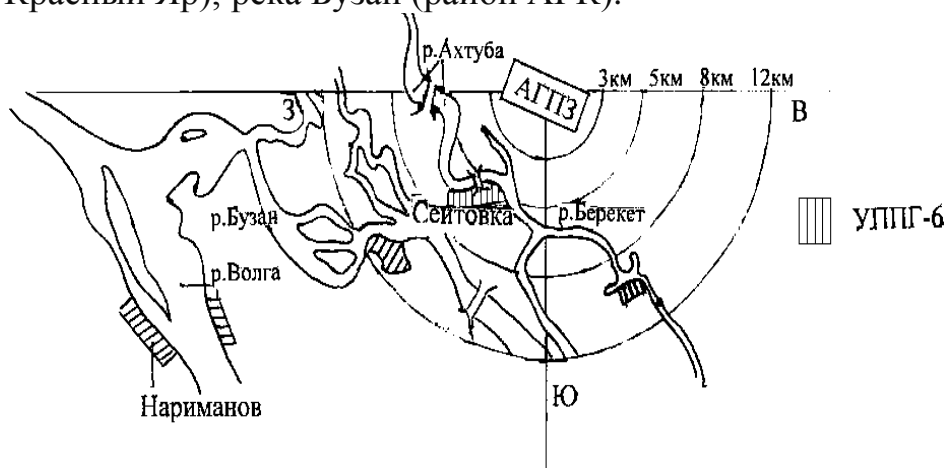 Красный Яр), река Бузан (район АГК).
р.Ахтуба
АГПЗ
3км 5км 8км 12км
З
В
р.Бузан
Сеитовка
р.Берекет
УППГ-6
р.Волга
Ю
Нариманов